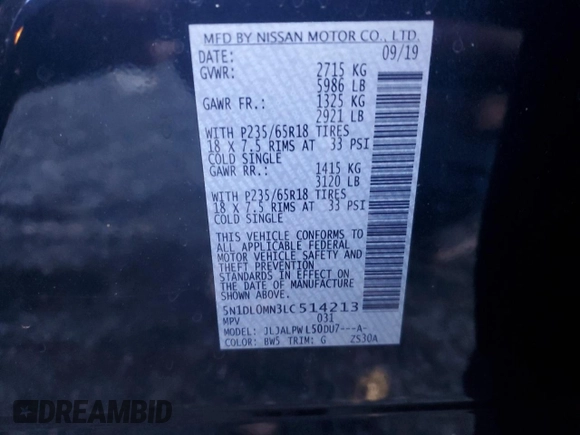 MFD BY NISSAN MOTOR CO., LTD.
DATE: 09/19
GVWR: 2715 KG
5986 LB
GAWR FR.: 1325 KG
2921 LB
WITH P235/65R18 TIRES
18 X 7.5 RIMS AT 33 PSI
COLD SINGLE
GAWR RR.: 1415 KG
3120 LB
WITH P235/65R18 TIRES
18 X 7.5 RIMS AT 33 PSI
COLD SINGLE
THIS VEHICLE CONFORMS TO
ALL APPLICABLE FEDERAL
MOTOR VEHICLE SAFETY AND
THEFT PREVENTION
STANDARDS IN EFFECT ON
THE DATE OF MANUFACTURE
SHOWN ABOVE.
5N1DL0MN3LC514213
MPV 031
MODEL: JLJALPWL50DU7---A-
COLOR: BW5 TRIM: G ZS30A
DREAMBID